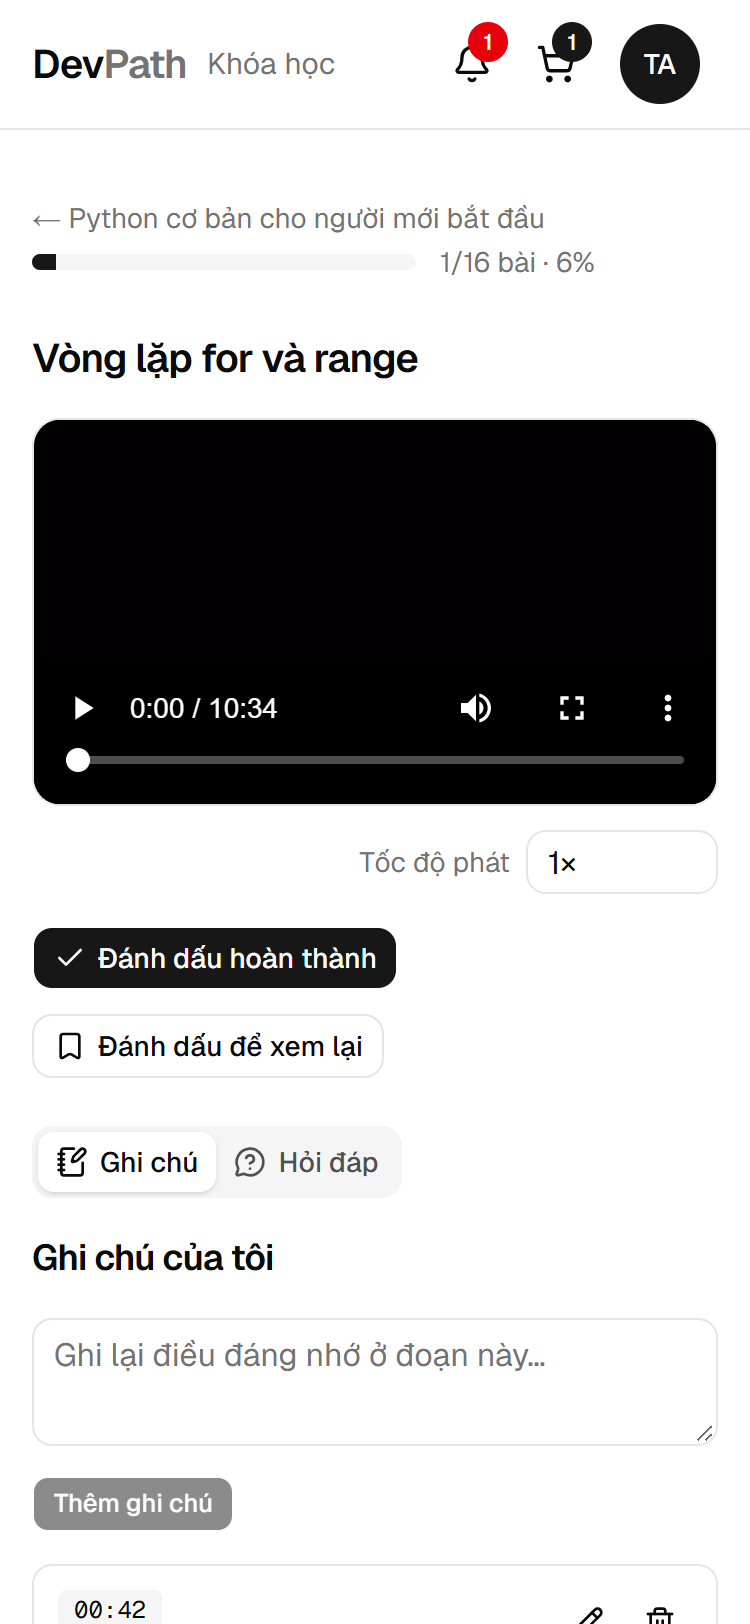 DevPath Khóa học 1 1 TA
← Python cơ bản cho người mới bắt đầu
1/16 bài · 6%
Vòng lặp for và range
0:00 / 10:34
Tốc độ phát 1×
Đánh dấu hoàn thành
Đánh dấu để xem lại
Ghi chú Hỏi đáp
Ghi chú của tôi
Ghi lại điều đáng nhớ ở đoạn này...
Thêm ghi chú
00:42